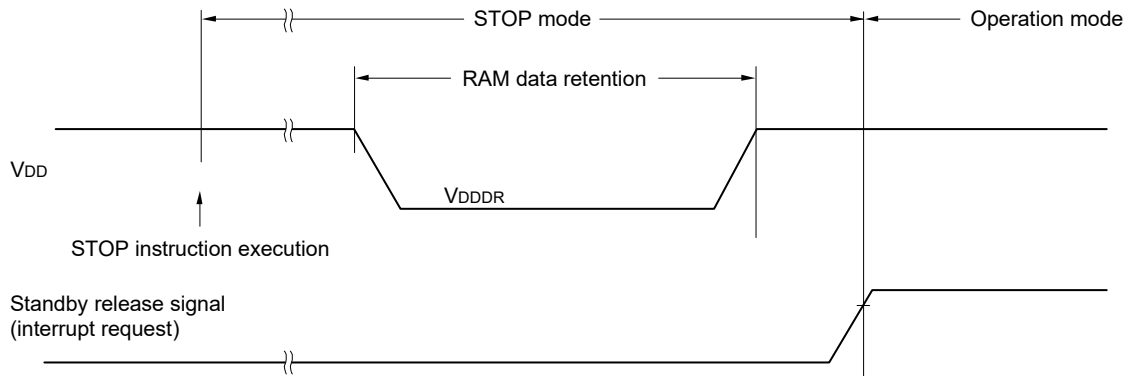 STOP mode
Operation mode
RAM data retention
VDD
VDDDR
STOP instruction execution
Standby release signal
(interrupt request)